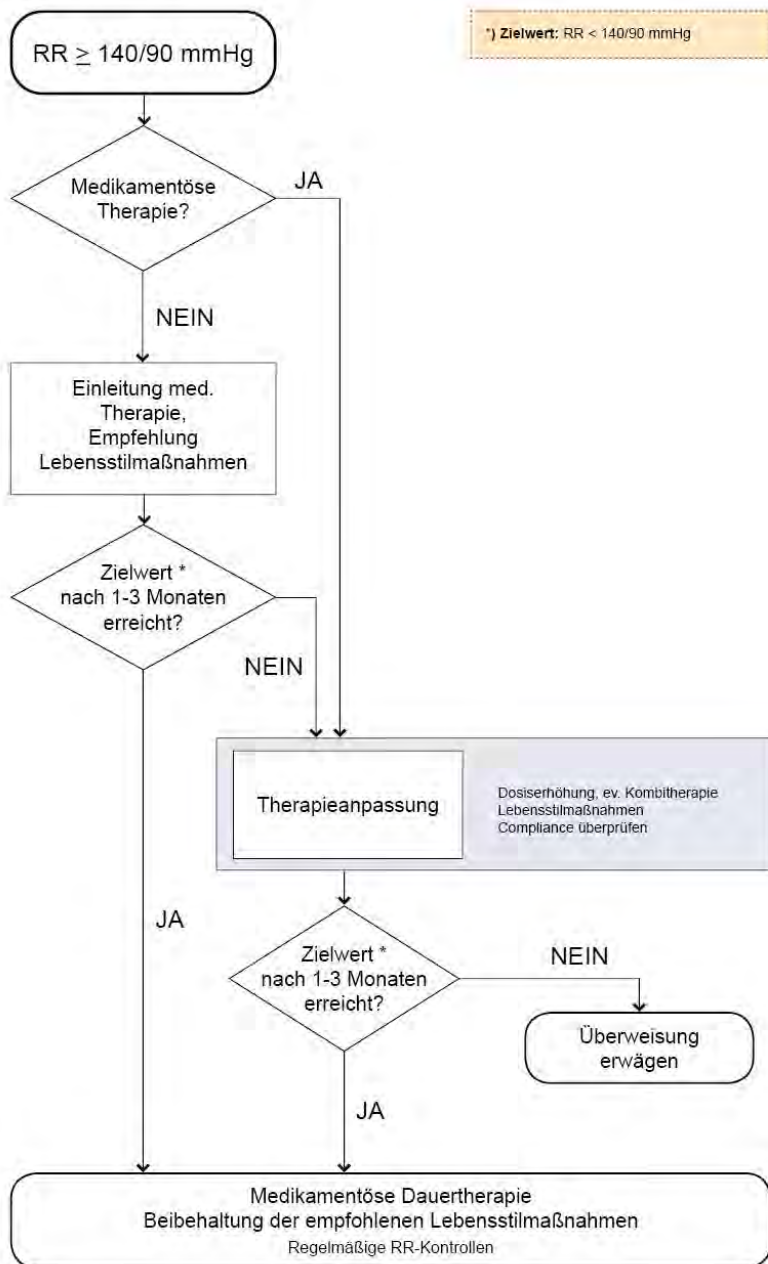 RR ≥ 140/90 mmHg
*) Zielwert: RR < 140/90 mmHg
Medikamentöse
Therapie?
JA
NEIN
Einleitung med.
Therapie,
Empfehlung
Lebensstilmaßnahmen
Zielwert *
nach 1-3 Monaten
erreicht?
NEIN
Therapieanpassung
Dosiserhöhung, ev. Kombitherapie
Lebensstilmaßnahmen
Compliance überprüfen
JA
Zielwert *
nach 1-3 Monaten
erreicht?
NEIN
Überweisung
erwägen
JA
Medikamentöse Dauertherapie
Beibehaltung der empfohlenen Lebensstilmaßnahmen
Regelmäßige RR-Kontrollen